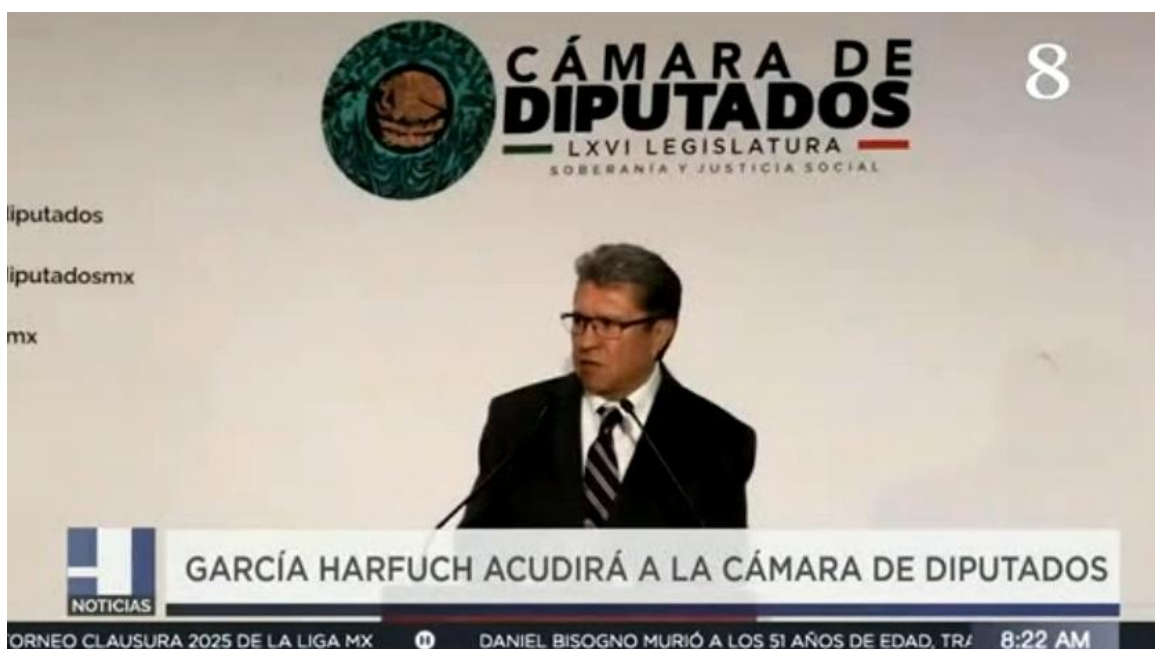 CÁMARA DE
DIPUTADOS
LXVI LEGISLATURA
SOBERANÍA Y JUSTICIA SOCIAL
8
iputados
iputadosmx
mx
GARCÍA HARFUCH ACUDIRÁ A LA CÁMARA DE DIPUTADOS
NOTICIAS
ORNEO CLAUSURA 2025 DE LA LIGA MX DANIEL BISOGNO MURIÓ A LOS 51 AÑOS DE EDAD, TRA 8:22 AM